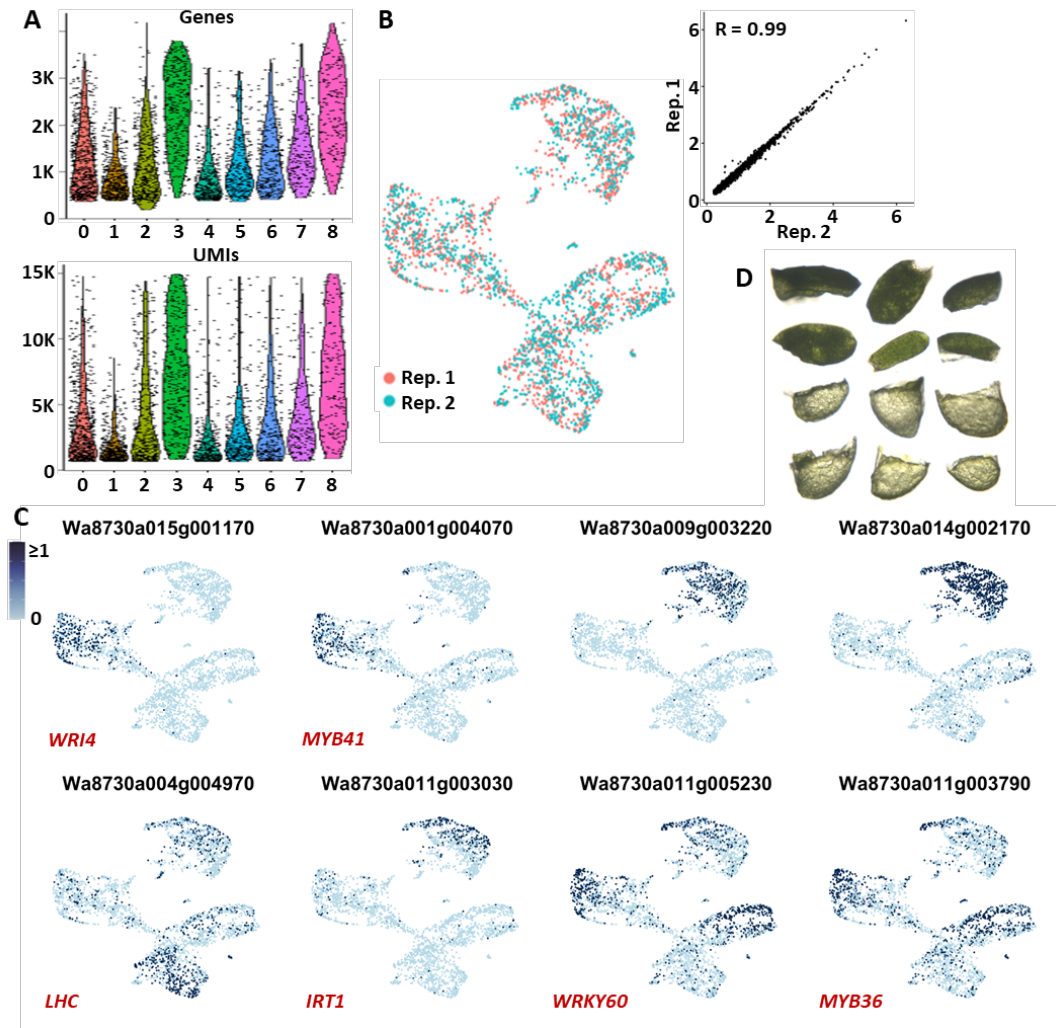 A
Genes
3K
2K
1K
0
0 1 2 3 4 5 6 7 8
UMIs
15K
10K
5K
0
0 1 2 3 4 5 6 7 8
B
Rep. 1
Rep. 2
R = 0.99
6
4
2
0
Rep. 1
0 2 4 6
Rep. 2
D
C
≥1
0
Wa8730a015g001170
Wa8730a001g004070
Wa8730a009g003220
Wa8730a014g002170
WRI4
MYB41
Wa8730a004g004970
Wa8730a011g003030
Wa8730a011g005230
Wa8730a011g003790
LHC
IRT1
WRKY60
MYB36